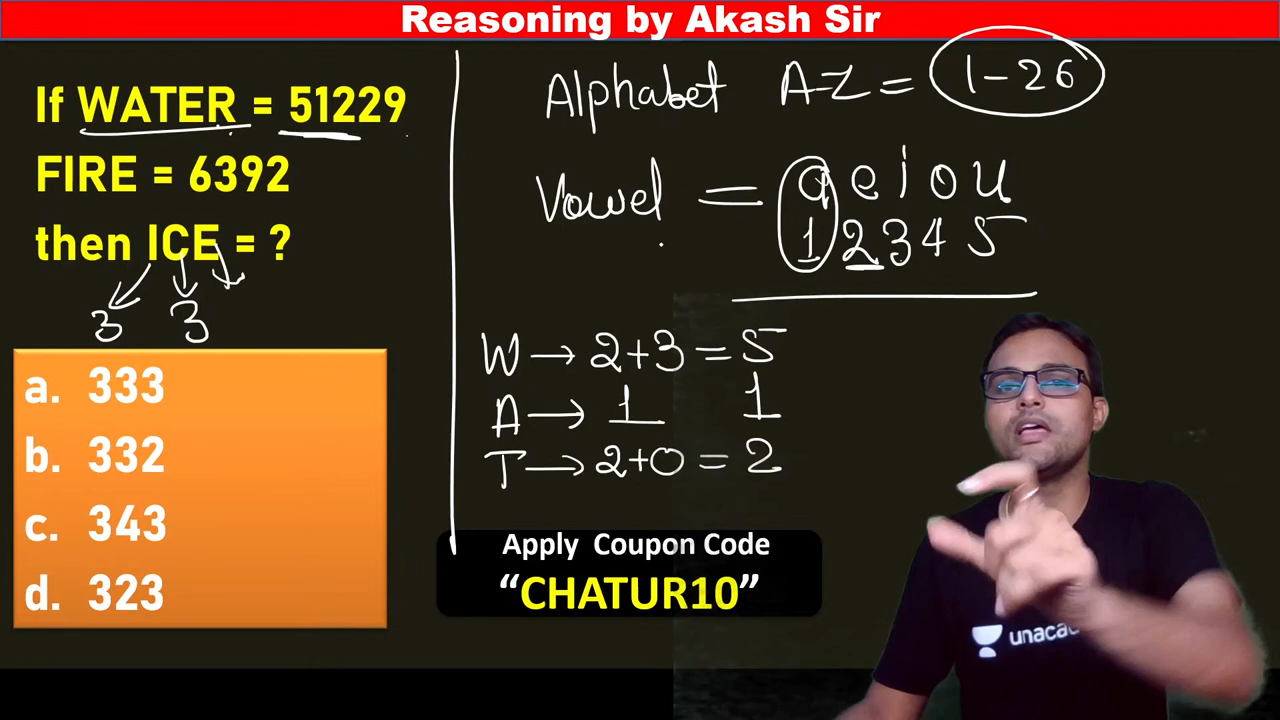 Reasoning by Akash Sir
If WATER = 51229
FIRE = 6392
then ICE = ?
3 3
a. 333
b. 332
c. 343
d. 323
Alphabet A-Z = 1-26
Vowel = a e i o u
1 2 3 4 5
W → 2+3 = 5
A → 1 1
T → 2+0 = 2
Apply Coupon Code
“CHATUR10”